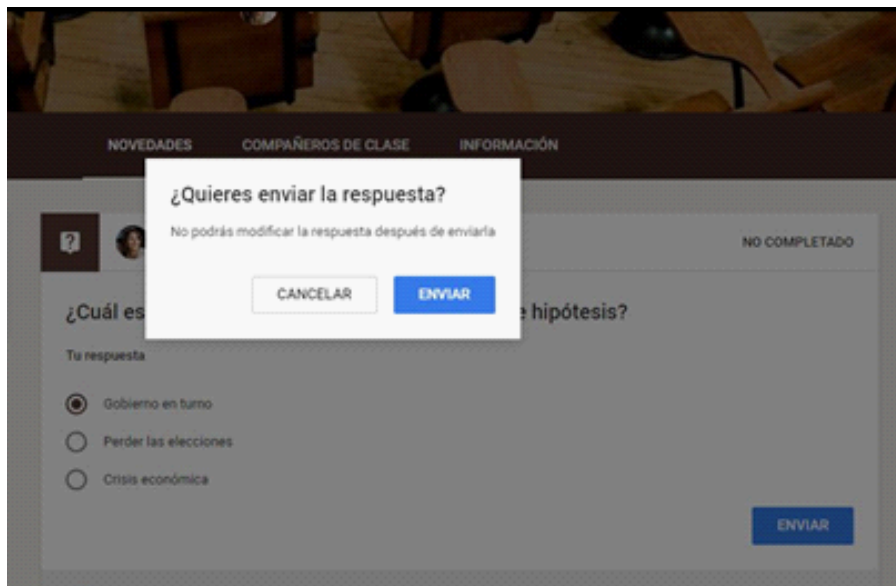 NOVEDADES COMPAÑEROS DE CLASE INFORMACIÓN
¿Quieres enviar la respuesta?
No podrás modificar la respuesta después de enviarla
CANCELAR ENVIAR
? NO COMPLETADO
¿Cuál es hipótesis?
Tu respuesta
Gobierno en turno
Perder las elecciones
Crisis económica
ENVIAR